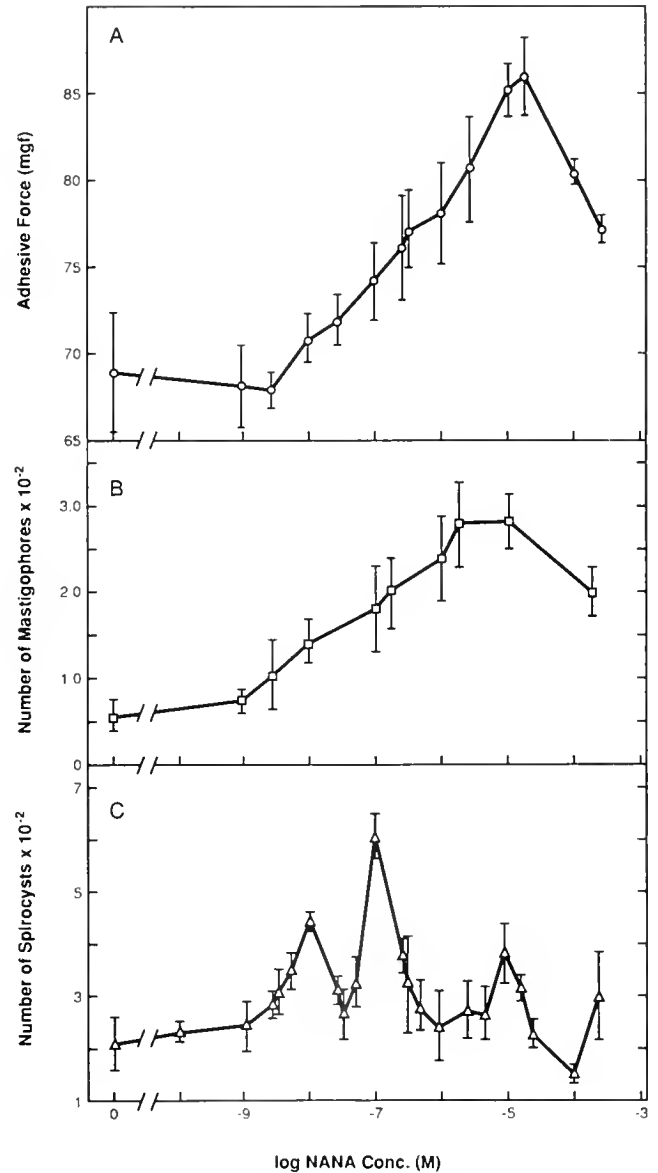 A
Adhesive Force (mgf)
85
80
75
70
65
B
Number of Mastigophores x 10-2
3.0
2.0
1.0
0
C
Number of Spirocysts x 10-2
7
5
3
1
0
-9
-7
-5
-3
log NANA Conc. (M)